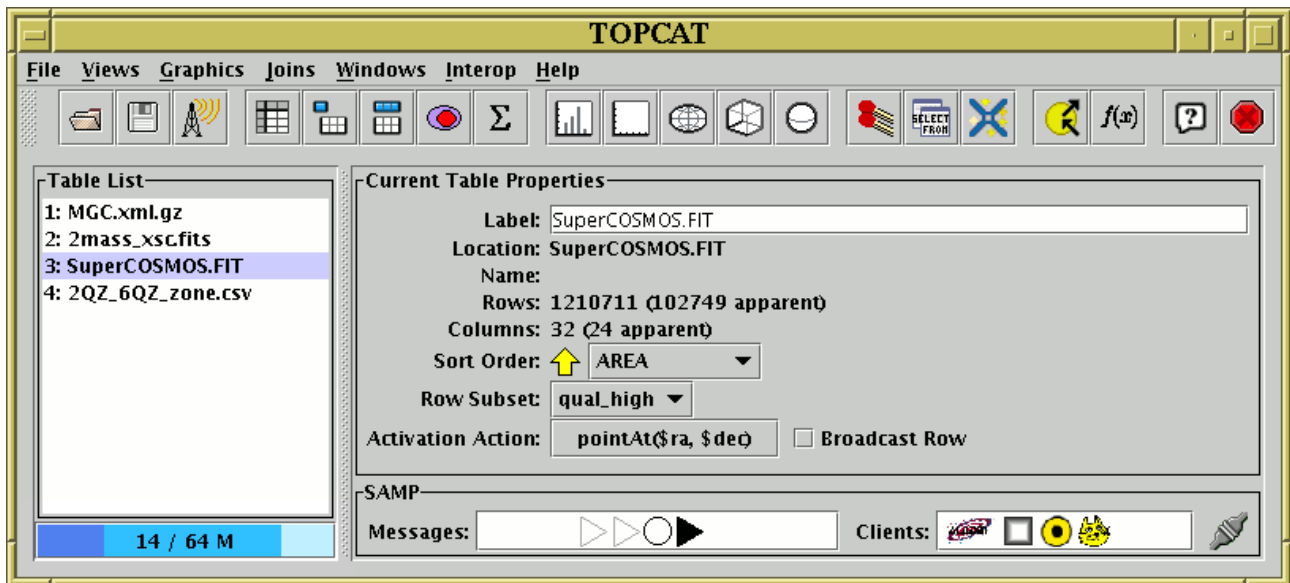 TOPCAT
File Views Graphics Joins Windows Interop Help
SELECT FROM
f(x)
?
Σ
Table List
1: MGC.xml.gz
2: 2mass_xsc.fits
3: SuperCOSMOS.FIT
4: 2QZ_6QZ_zone.csv
14 / 64 M
Current Table Properties
Label: SuperCOSMOS.FIT
Location: SuperCOSMOS.FIT
Name:
Rows: 1210711 (102749 apparent)
Columns: 32 (24 apparent)
Sort Order: AREA
Row Subset: qual_high
Activation Action: pointAt($ra, $dec) Broadcast Row
SAMP
Messages: Clients: